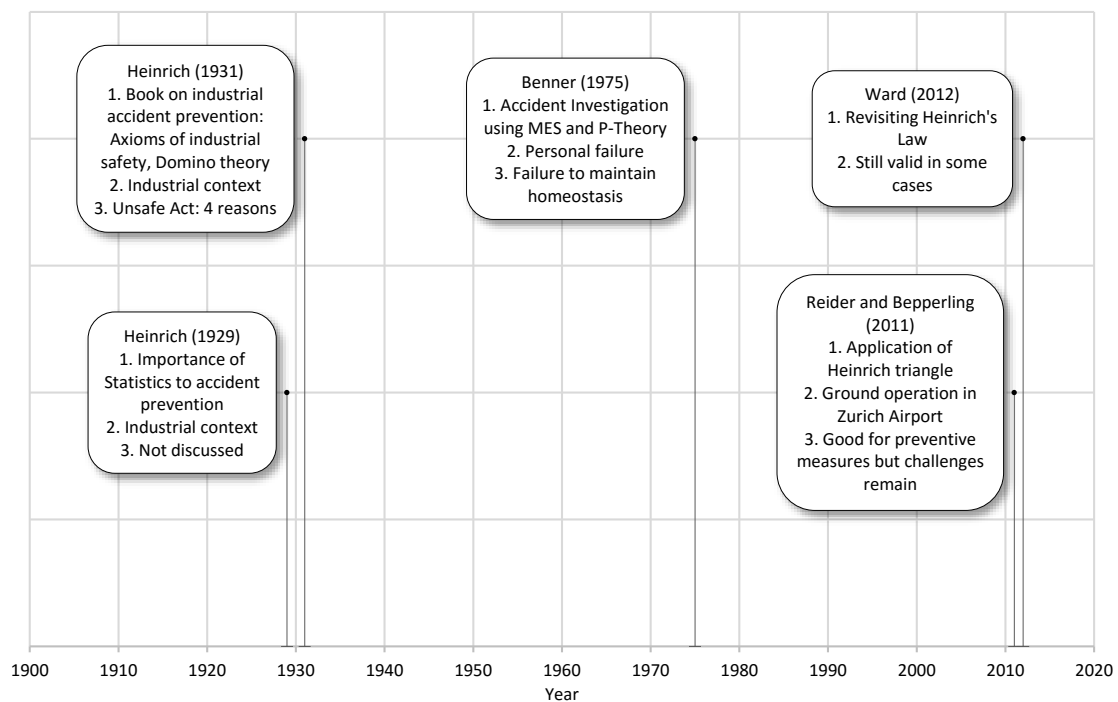 Heinrich (1931)
1. Book on industrial
accident prevention:
Axioms of industrial
safety, Domino theory
2. Industrial context
3. Unsafe Act: 4 reasons
Benner (1975)
1. Accident Investigation
using MES and P-Theory
2. Personal failure
3. Failure to maintain
homeostasis
Ward (2012)
1. Revisiting Heinrich's
Law
2. Still valid in some
cases
Heinrich (1929)
1. Importance of
Statistics to accident
prevention
2. Industrial context
3. Not discussed
Reider and Bepperling
(2011)
1. Application of
Heinrich triangle
2. Ground operation in
Zurich Airport
3. Good for preventive
measures but challenges
remain
1900 1910 1920 1930 1940 1950 1960 1970 1980 1990 2000 2010 2020
Year